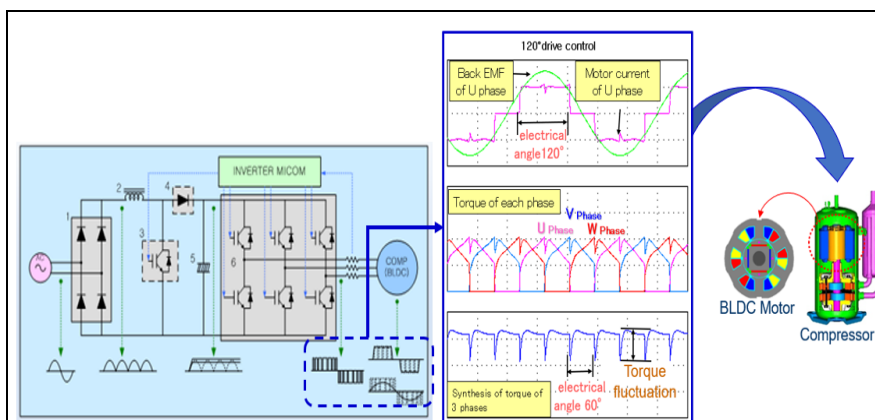 120°drive control
Back EMF
of U phase
Motor current
of U phase
electrical
angle120°
Torque of each phase
V Phase
U Phase
W Phase
Synthesis of torque of
3 phases
electrical
angle 60°
Torque
fluctuation
INVERTER MICOM
1
2
3
4
5
6
AC
COMP
(BLDC)
BLDC Motor
Compressor